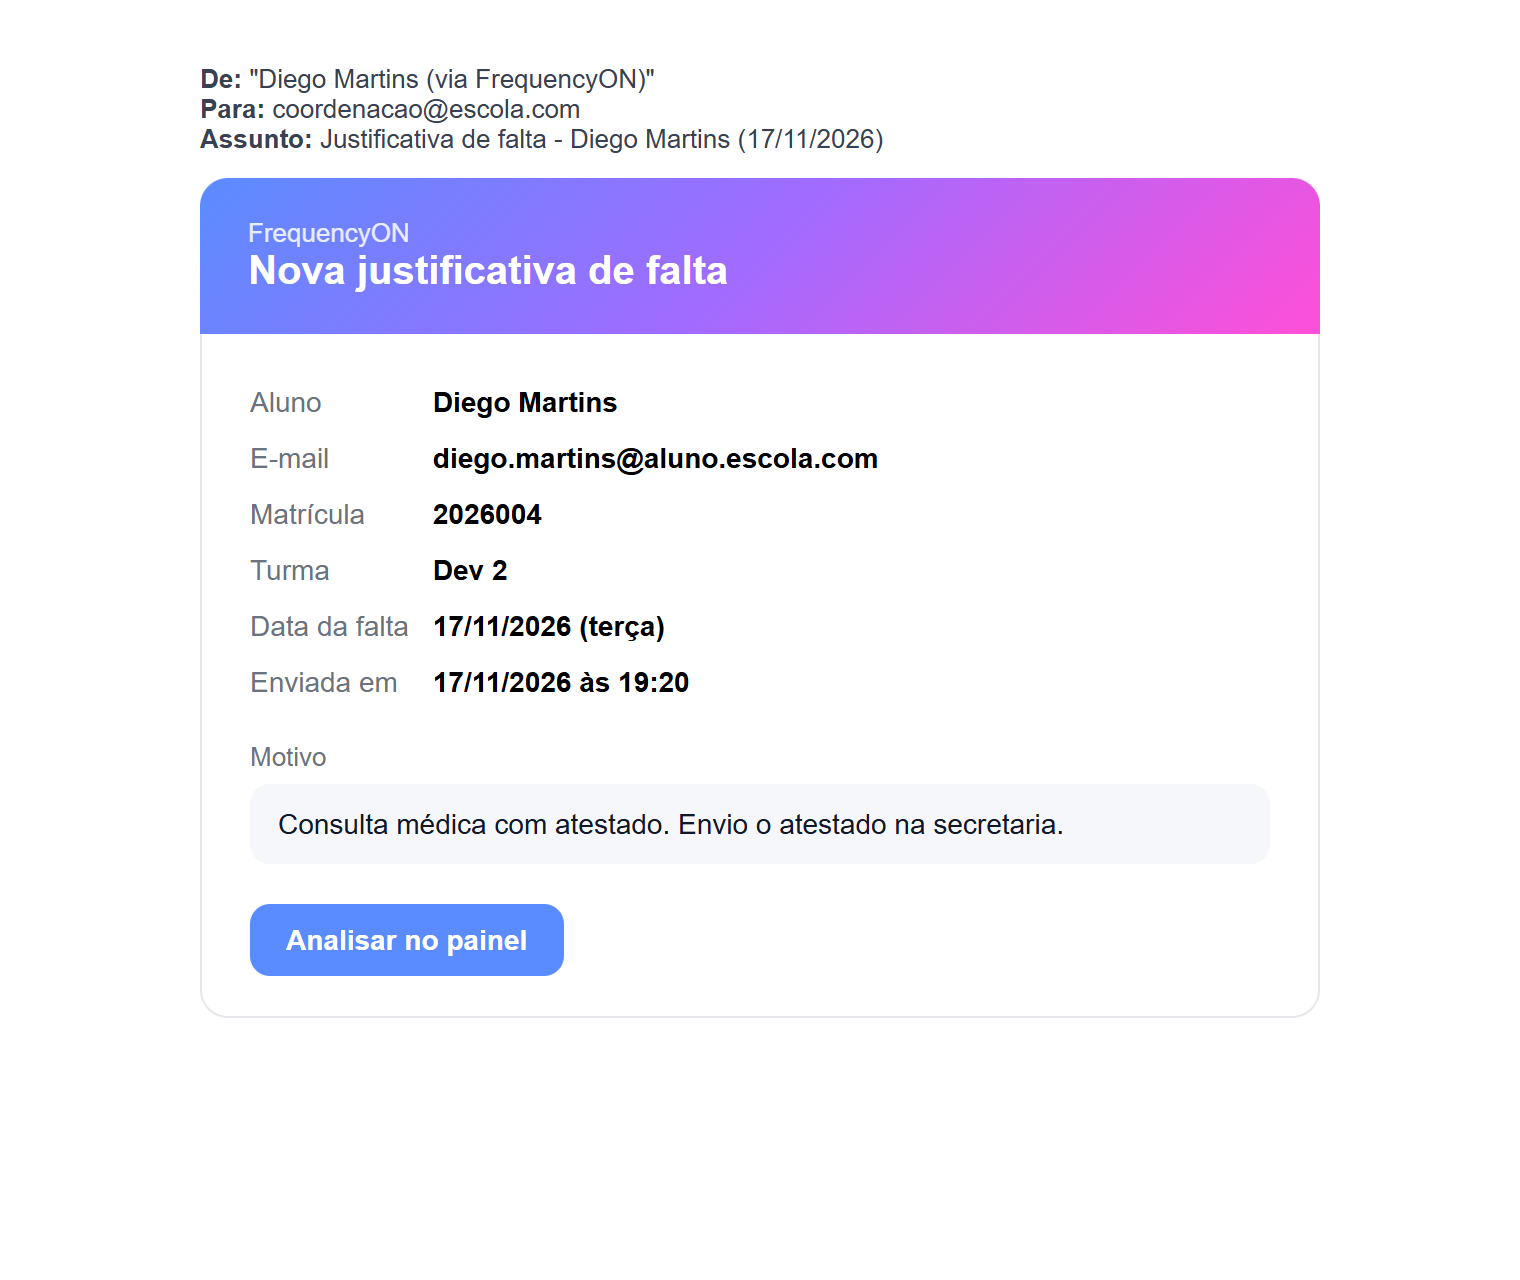 De: "Diego Martins (via FrequencyON)"
Para: coordenacao@escola.com
Assunto: Justificativa de falta - Diego Martins (17/11/2026)
FrequencyON
Nova justificativa de falta
Aluno Diego Martins
E-mail diego.martins@aluno.escola.com
Matrícula 2026004
Turma Dev 2
Data da falta 17/11/2026 (terça)
Enviada em 17/11/2026 às 19:20
Motivo
Consulta médica com atestado. Envio o atestado na secretaria.
Analisar no painel